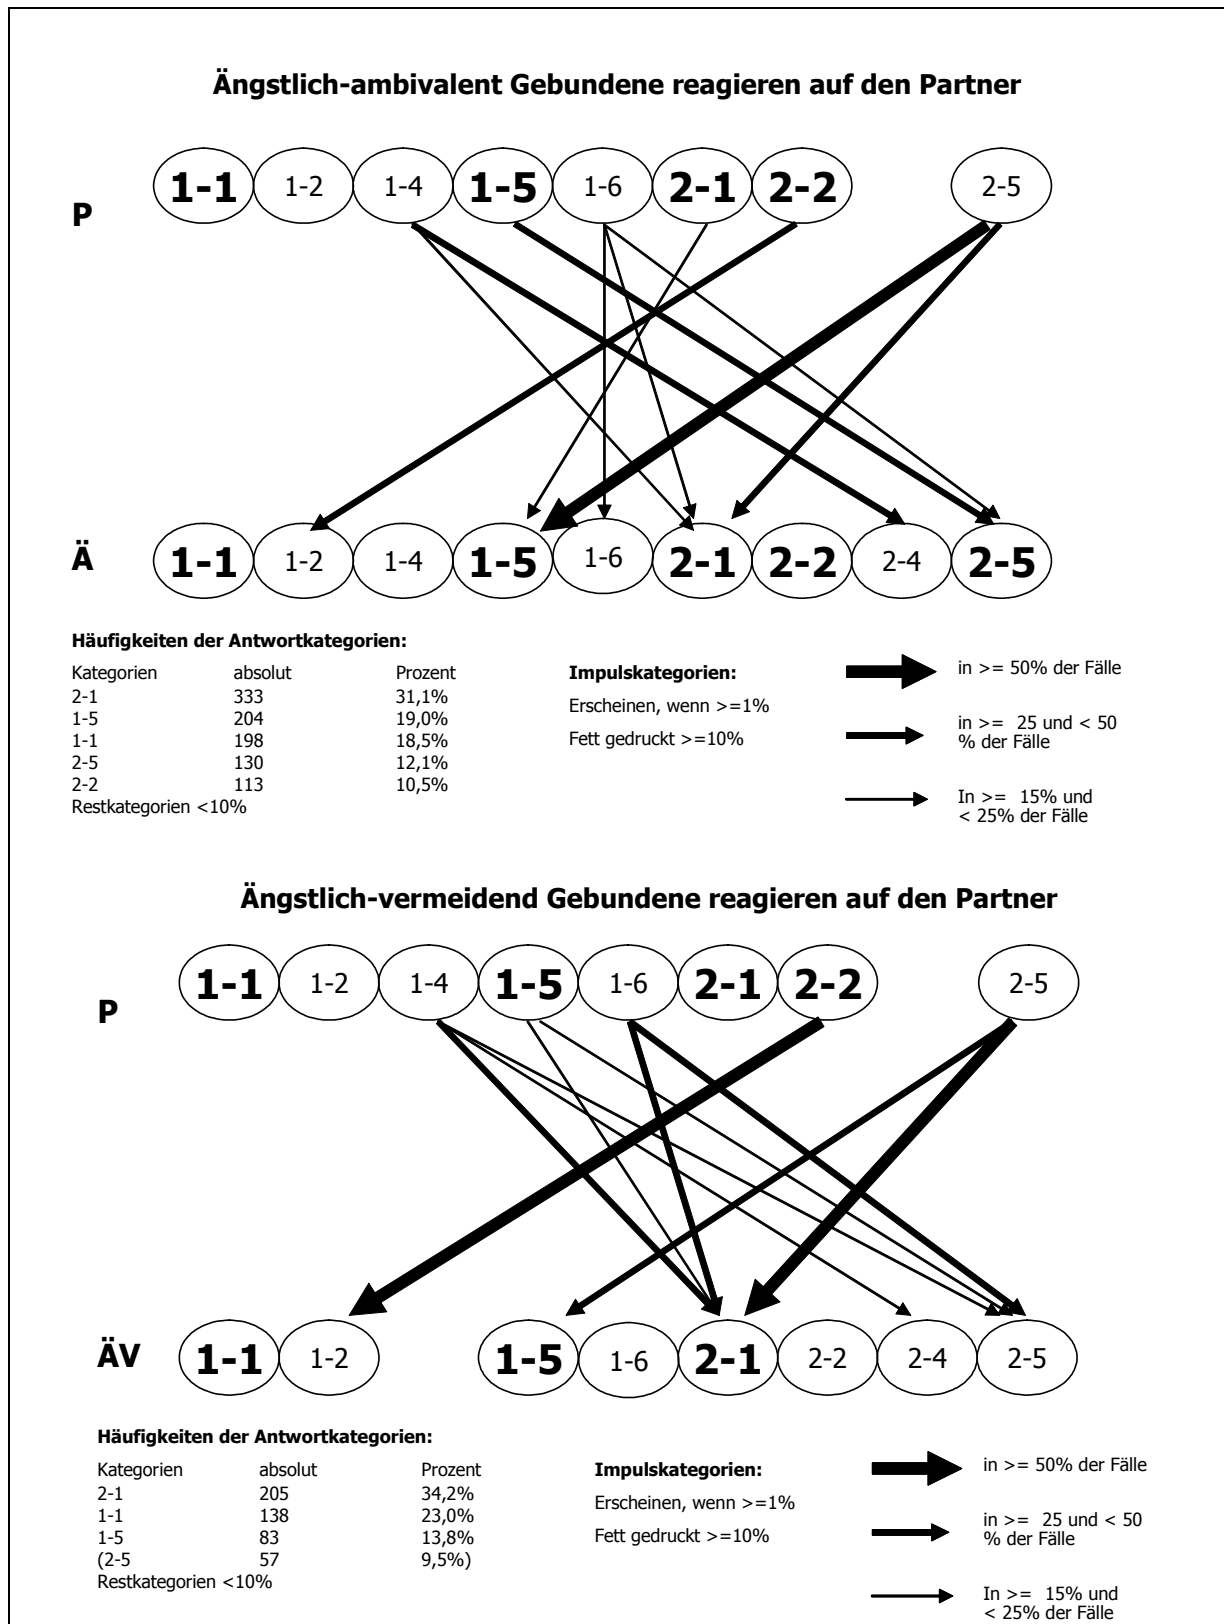 Ängstlich-ambivalent Gebundene reagieren auf den Partner
P
1-1 1-2 1-4 1-5 1-6 2-1 2-2 2-5
Ä
1-1 1-2 1-4 1-5 1-6 2-1 2-2 2-4 2-5
Häufigkeiten der Antwortkategorien:
Kategorien absolut Prozent
2-1 333 31,1%
1-5 204 19,0%
1-1 198 18,5%
2-5 130 12,1%
2-2 113 10,5%
Restkategorien <10%
Impulskategorien:
Erscheinen, wenn >=1%
Fett gedruckt >=10%
in >= 50% der Fälle
in >= 25 und < 50
% der Fälle
In >= 15% und
< 25% der Fälle
Ängstlich-vermeidend Gebundene reagieren auf den Partner
P
1-1 1-2 1-4 1-5 1-6 2-1 2-2 2-5
ÄV
1-1 1-2 1-5 1-6 2-1 2-2 2-4 2-5
Häufigkeiten der Antwortkategorien:
Kategorien absolut Prozent
2-1 205 34,2%
1-1 138 23,0%
1-5 83 13,8%
(2-5 57 9,5%)
Restkategorien <10%
Impulskategorien:
Erscheinen, wenn >=1%
Fett gedruckt >=10%
in >= 50% der Fälle
in >= 25 und < 50
% der Fälle
In >= 15% und
< 25% der Fälle